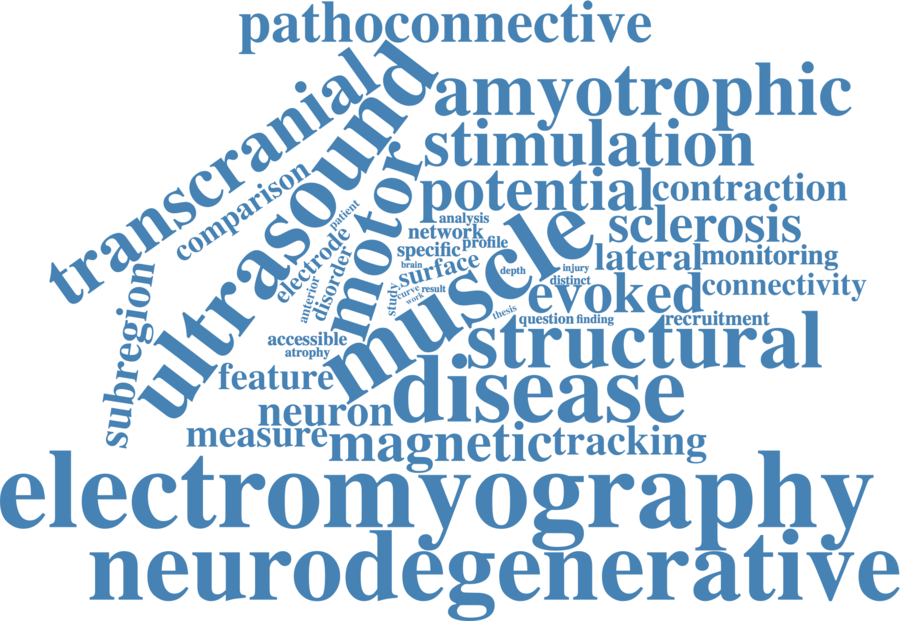 pathoconnective
transcranial
ultrasound
amyotrophic
stimulation
motor
potential
contraction
comparison
patient
analysis
network
sclerosis
electrode
specific
profile
muscle
lateral
monitoring
disorder
brain
surface
depth
injury
distinct
connectivity
anterior
study
curve
result
work
evoked
subregion
thesis
question
finding
recruitment
accessible
atrophy
structural
feature
disease
neuron
measure
magnetic
tracking
electromyography
neurodegenerative